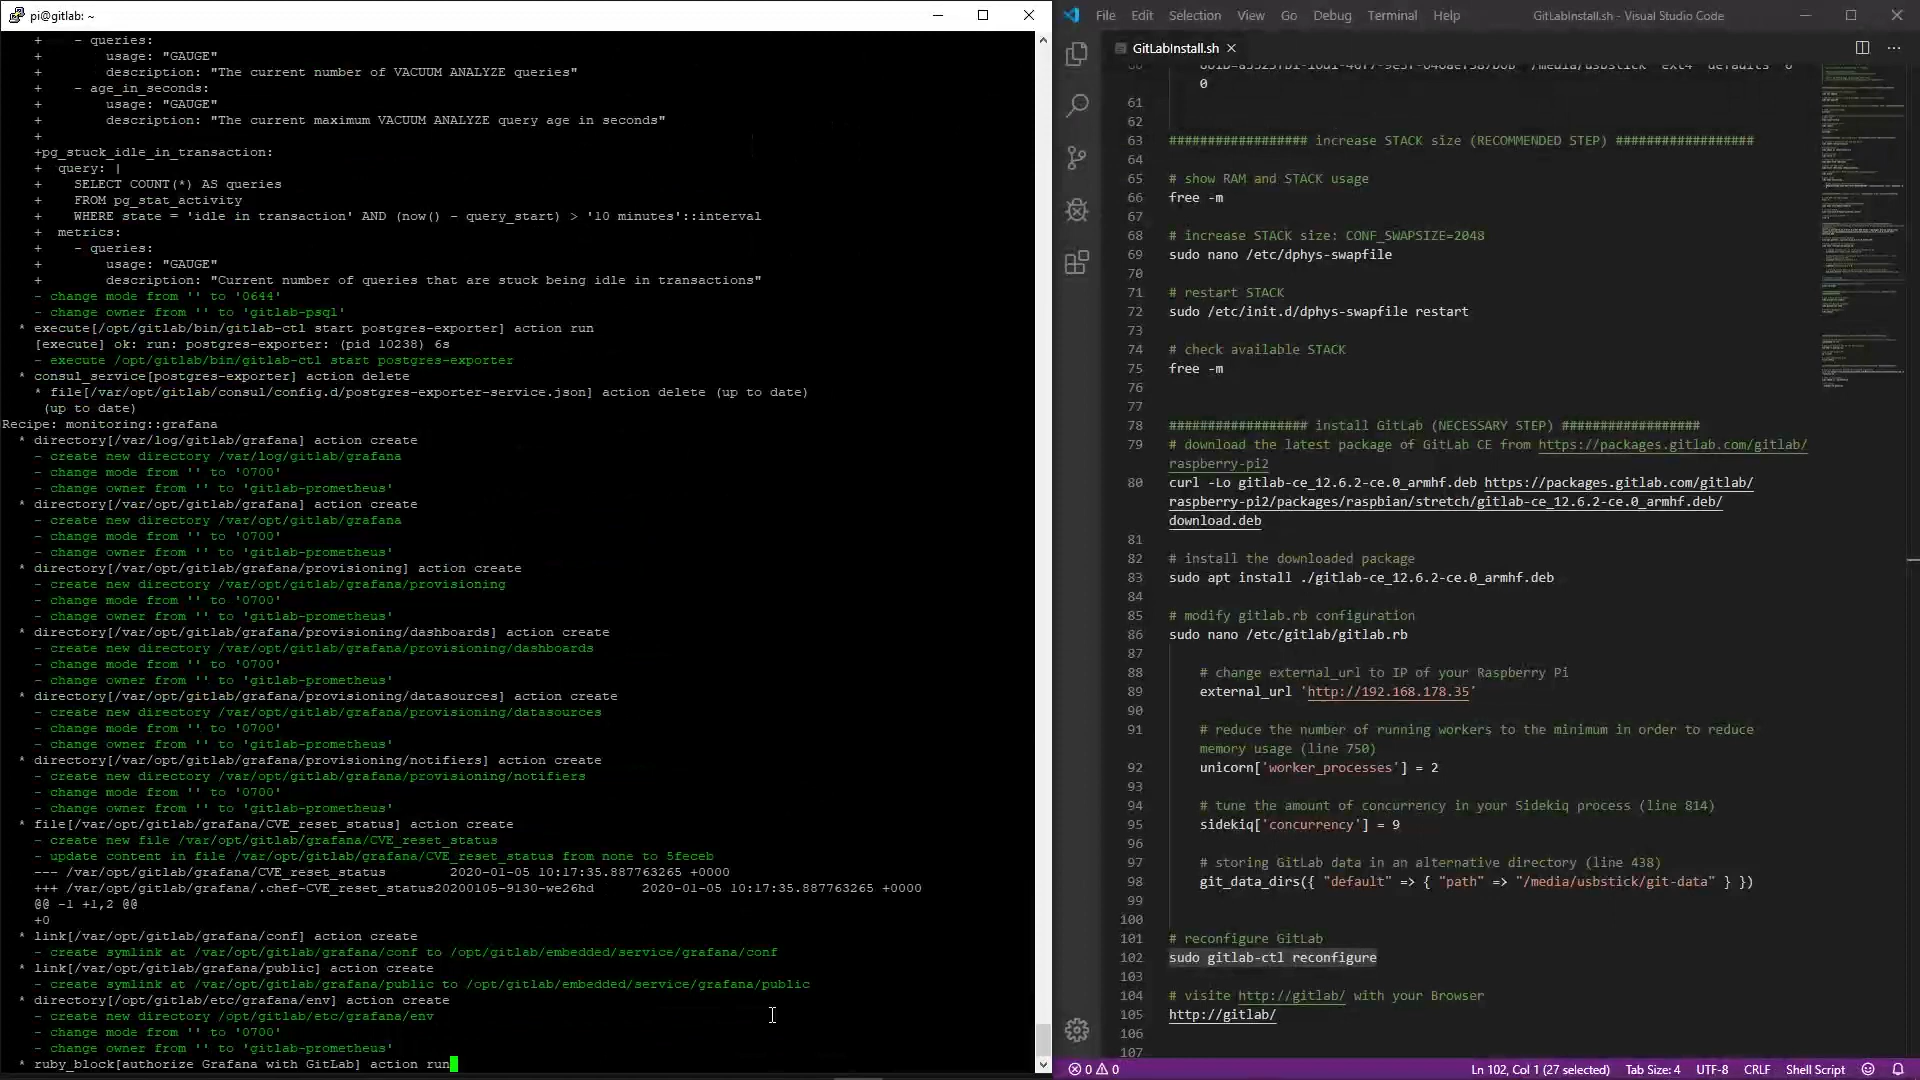 pi@gitlab: ~
+     - queries:
+         usage: "GAUGE"
+         description: "The current number of VACUUM ANALYZE queries"
+     - age_in_seconds:
+         usage: "GAUGE"
+         description: "The current maximum VACUUM ANALYZE query age in seconds"
+
+pg_stuck_idle_in_transaction:
+  query: |
+    SELECT COUNT(*) AS queries
+    FROM pg_stat_activity
+    WHERE state = 'idle in transaction' AND (now() - query_start) > '10 minutes'::interval
+  metrics:
+    - queries:
+        usage: "GAUGE"
+        description: "Current number of queries that are stuck being idle in transactions"
- change mode from '' to '0644'
- change owner from '' to 'gitlab-psql'
* execute[/opt/gitlab/bin/gitlab-ctl start postgres-exporter] action run
[execute] ok: run: postgres-exporter: (pid 10238) 6s
- execute /opt/gitlab/bin/gitlab-ctl start postgres-exporter
* consul_service[postgres-exporter] action delete
* file[/var/opt/gitlab/consul/config.d/postgres-exporter-service.json] action delete (up to date)
(up to date)
Recipe: monitoring::grafana
* directory[/var/log/gitlab/grafana] action create
- create new directory /var/log/gitlab/grafana
- change mode from '' to '0700'
- change owner from '' to 'gitlab-prometheus'
* directory[/var/opt/gitlab/grafana] action create
- create new directory /var/opt/gitlab/grafana
- change mode from '' to '0700'
- change owner from '' to 'gitlab-prometheus'
* directory[/var/opt/gitlab/grafana/provisioning] action create
- create new directory /var/opt/gitlab/grafana/provisioning
- change mode from '' to '0700'
- change owner from '' to 'gitlab-prometheus'
* directory[/var/opt/gitlab/grafana/provisioning/dashboards] action create
- create new directory /var/opt/gitlab/grafana/provisioning/dashboards
- change mode from '' to '0700'
- change owner from '' to 'gitlab-prometheus'
* directory[/var/opt/gitlab/grafana/provisioning/datasources] action create
- create new directory /var/opt/gitlab/grafana/provisioning/datasources
- change mode from '' to '0700'
- change owner from '' to 'gitlab-prometheus'
* directory[/var/opt/gitlab/grafana/provisioning/notifiers] action create
- create new directory /var/opt/gitlab/grafana/provisioning/notifiers
- change mode from '' to '0700'
- change owner from '' to 'gitlab-prometheus'
* file[/var/opt/gitlab/grafana/CVE_reset_status] action create
- create new file /var/opt/gitlab/grafana/CVE_reset_status
- update content in file /var/opt/gitlab/grafana/CVE_reset_status from none to 5feceb
--- /var/opt/gitlab/grafana/CVE_reset_status        2020-01-05 10:17:35.887763265 +0000
+++ /var/opt/gitlab/grafana/.chef-CVE_reset_status20200105-9130-we26hd      2020-01-05 10:17:35.887763265 +0000
@@ -1 +1,2 @@
+0
* link[/var/opt/gitlab/grafana/conf] action create
- create symlink at /var/opt/gitlab/grafana/conf to /opt/gitlab/embedded/service/grafana/conf
* link[/var/opt/gitlab/grafana/public] action create
- create symlink at /var/opt/gitlab/grafana/public to /opt/gitlab/embedded/service/grafana/public
* directory[/opt/gitlab/etc/grafana/env] action create
- create new directory /opt/gitlab/etc/grafana/env
- change mode from '' to '0700'
- change owner from '' to 'gitlab-prometheus'
* ruby_block[authorize Grafana with GitLab] action run
File Edit Selection View Go Debug Terminal Help GitLabInstall.sh - Visual Studio Code
GitLabInstall.sh
0
61
62
63 ################## increase STACK size (RECOMMENDED STEP) ##################
64
65 # show RAM and STACK usage
66 free -m
67
68 # increase STACK size: CONF_SWAPSIZE=2048
69 sudo nano /etc/dphys-swapfile
70
71 # restart STACK
72 sudo /etc/init.d/dphys-swapfile restart
73
74 # check available STACK
75 free -m
76
77
78 ################## install GitLab (NECESSARY STEP) ##################
79 # download the latest package of GitLab CE from https://packages.gitlab.com/gitlab/
raspberry-pi2
80 curl -Lo gitlab-ce_12.6.2-ce.0_armhf.deb https://packages.gitlab.com/gitlab/
raspberry-pi2/packages/raspbian/stretch/gitlab-ce_12.6.2-ce.0_armhf.deb/
download.deb
81
82 # install the downloaded package
83 sudo apt install ./gitlab-ce_12.6.2-ce.0_armhf.deb
84
85 # modify gitlab.rb configuration
86 sudo nano /etc/gitlab/gitlab.rb
87
88 # change external_url to IP of your Raspberry Pi
89 external_url 'http://192.168.178.35'
90
91 # reduce the number of running workers to the minimum in order to reduce
memory usage (line 750)
92 unicorn['worker_processes'] = 2
93
94 # tune the amount of concurrency in your Sidekiq process (line 814)
95 sidekiq['concurrency'] = 9
96
97 # storing GitLab data in an alternative directory (line 438)
98 git_data_dirs({ "default" => { "path" => "/media/usbstick/git-data" } })
99
100
101 # reconfigure GitLab
102 sudo gitlab-ctl reconfigure
103
104 # visite http://gitlab/ with your Browser
105 http://gitlab/
106
107
0 0 Ln 102, Col 1 (27 selected) Tab Size: 4 UTF-8 CRLF Shell Script